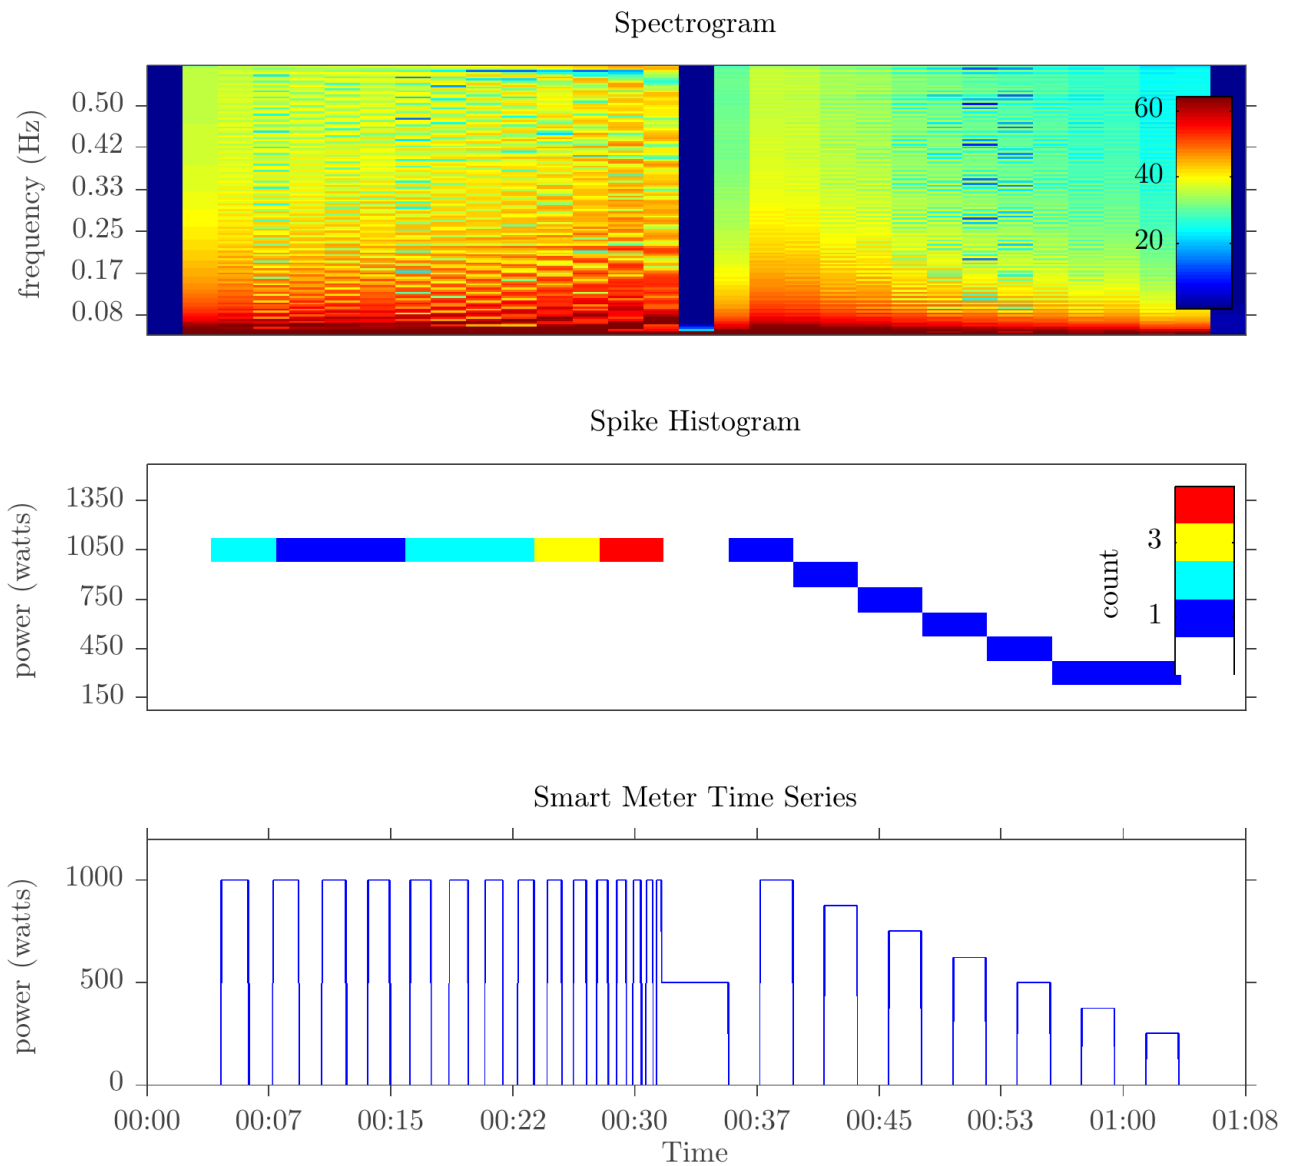 Spectrogram
frequency (Hz)
0.50
0.42
0.33
0.25
0.17
0.08
60
40
20
Spike Histogram
power (watts)
1350
1050
750
450
150
count
3
1
Smart Meter Time Series
power (watts)
1000
500
0
00:00 00:07 00:15 00:22 00:30 00:37 00:45 00:53 01:00 01:08
Time